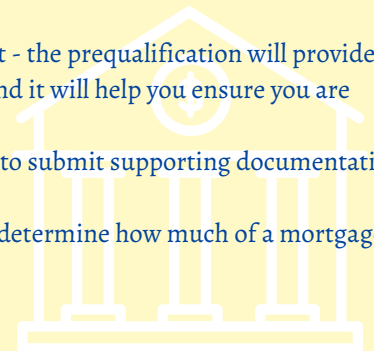 t - the prequalification will provide
nd it will help you ensure you are
to submit supporting documentati
determine how much of a mortgag